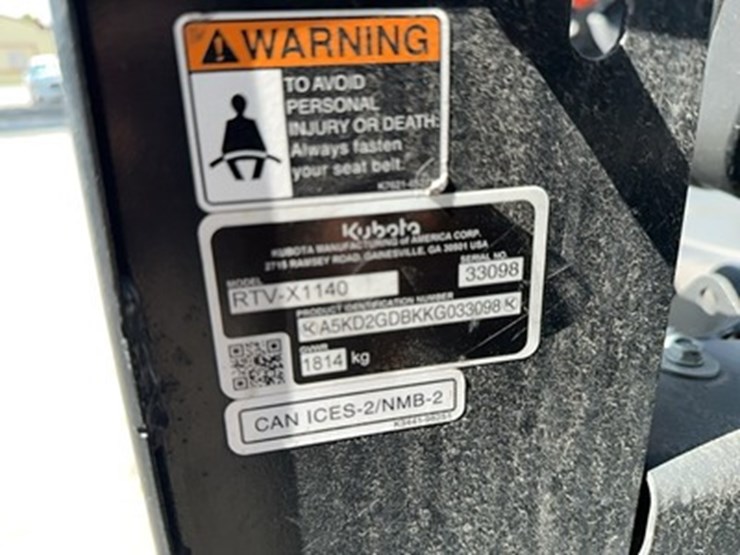 WARNING
TO AVOID
PERSONAL
INJURY OR DEATH:
Always fasten
your seat belt.
Kubota
KUBOTA MANUFACTURING of AMERICA CORP.
2715 RAMSEY ROAD, GAINESVILLE, GA 30501 USA
MODEL
SERIAL NO.
RTV-X1140
33098
PRODUCT IDENTIFICATION NUMBER
A5KD2GDBKKG033098
GVWR
1814 kg
CAN ICES-2/NMB-2